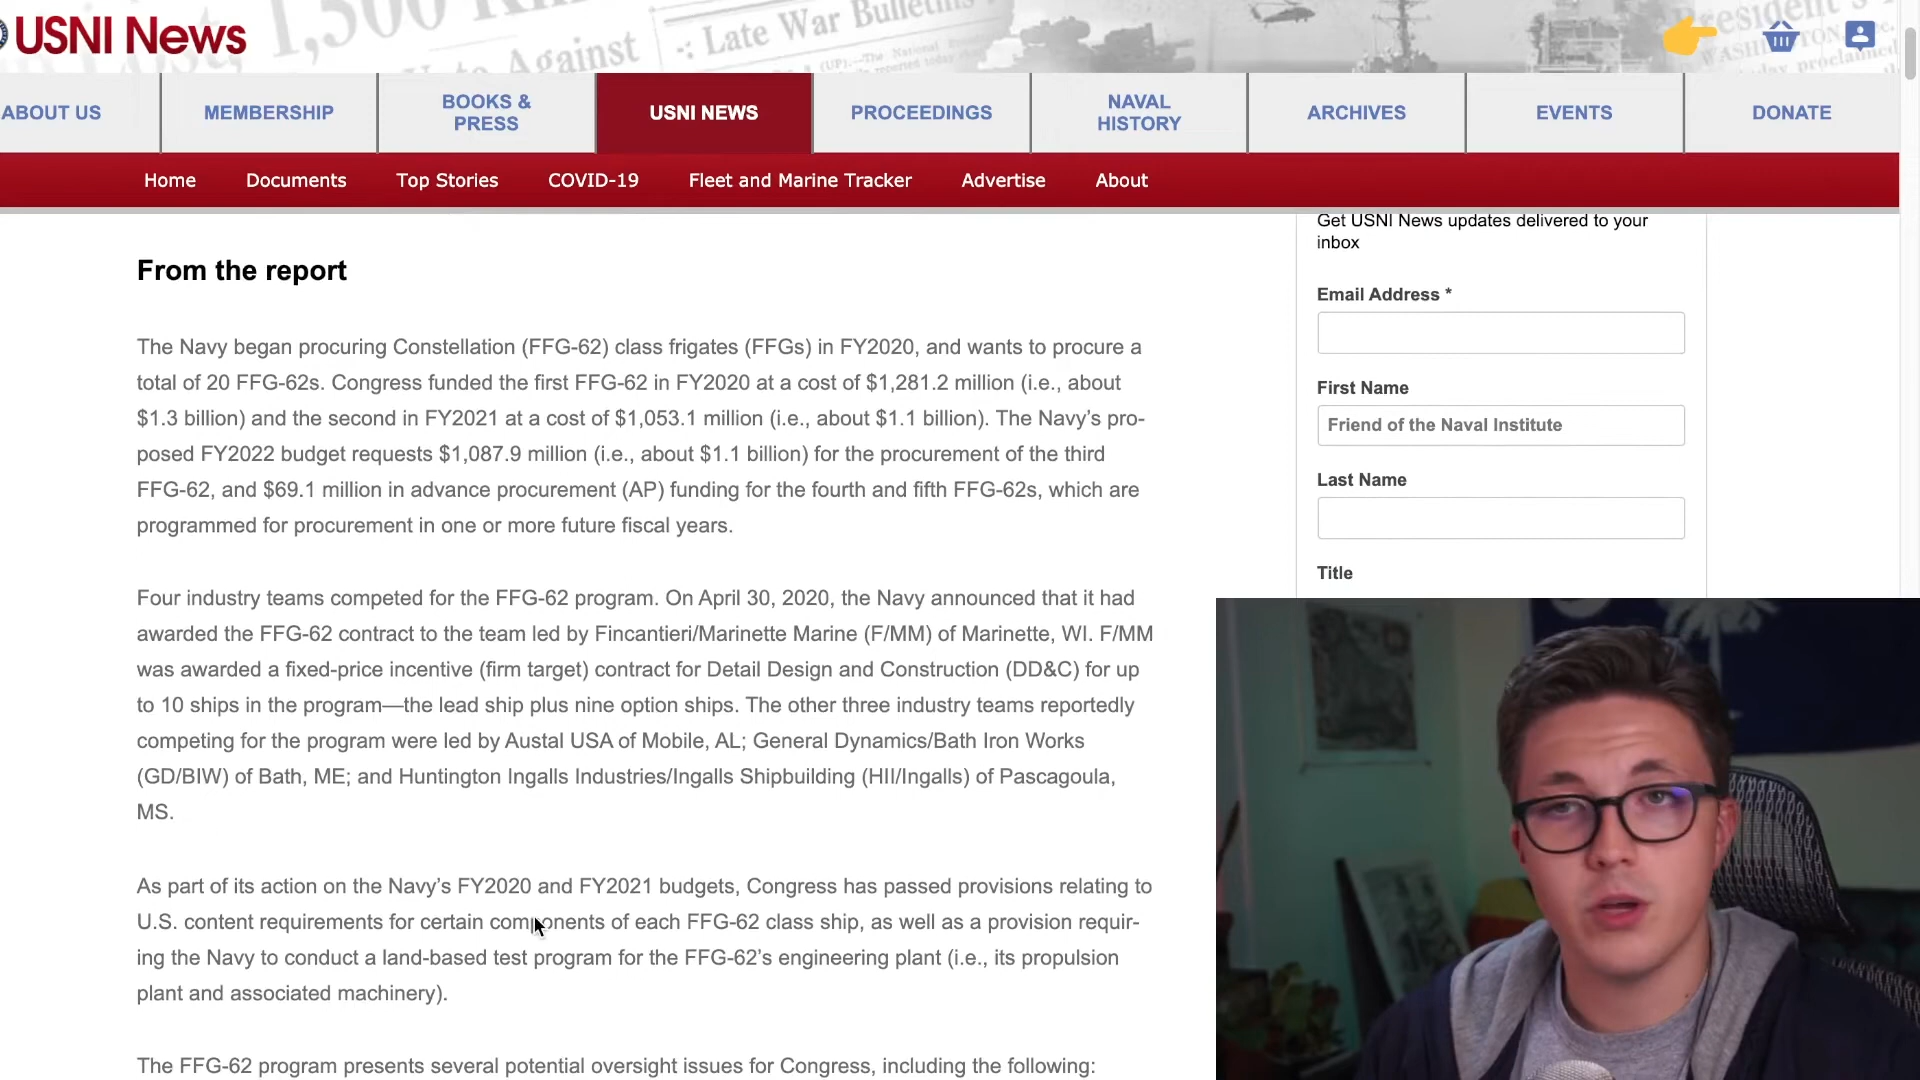 1,500
Vote Against
-: Late War Bulletins
President's
USNI News
ABOUT US
MEMBERSHIP
BOOKS &
PRESS
USNI NEWS
PROCEEDINGS
NAVAL
HISTORY
ARCHIVES
EVENTS
DONATE
Home
Documents
Top Stories
COVID-19
Fleet and Marine Tracker
Advertise
About
From the report
The Navy began procuring Constellation (FFG-62) class frigates (FFGs) in FY2020, and wants to procure a
total of 20 FFG-62s. Congress funded the first FFG-62 in FY2020 at a cost of $1,281.2 million (i.e., about
$1.3 billion) and the second in FY2021 at a cost of $1,053.1 million (i.e., about $1.1 billion). The Navy’s pro-
posed FY2022 budget requests $1,087.9 million (i.e., about $1.1 billion) for the procurement of the third
FFG-62, and $69.1 million in advance procurement (AP) funding for the fourth and fifth FFG-62s, which are
programmed for procurement in one or more future fiscal years.
Four industry teams competed for the FFG-62 program. On April 30, 2020, the Navy announced that it had
awarded the FFG-62 contract to the team led by Fincantieri/Marinette Marine (F/MM) of Marinette, WI. F/MM
was awarded a fixed-price incentive (firm target) contract for Detail Design and Construction (DD&C) for up
to 10 ships in the program—the lead ship plus nine option ships. The other three industry teams reportedly
competing for the program were led by Austal USA of Mobile, AL; General Dynamics/Bath Iron Works
(GD/BIW) of Bath, ME; and Huntington Ingalls Industries/Ingalls Shipbuilding (HII/Ingalls) of Pascagoula,
MS.
As part of its action on the Navy’s FY2020 and FY2021 budgets, Congress has passed provisions relating to
U.S. content requirements for certain components of each FFG-62 class ship, as well as a provision requir-
ing the Navy to conduct a land-based test program for the FFG-62’s engineering plant (i.e., its propulsion
plant and associated machinery).
The FFG-62 program presents several potential oversight issues for Congress, including the following:
Get USNI News updates delivered to your
inbox
Email Address *
First Name
Friend of the Naval Institute
Last Name
Title